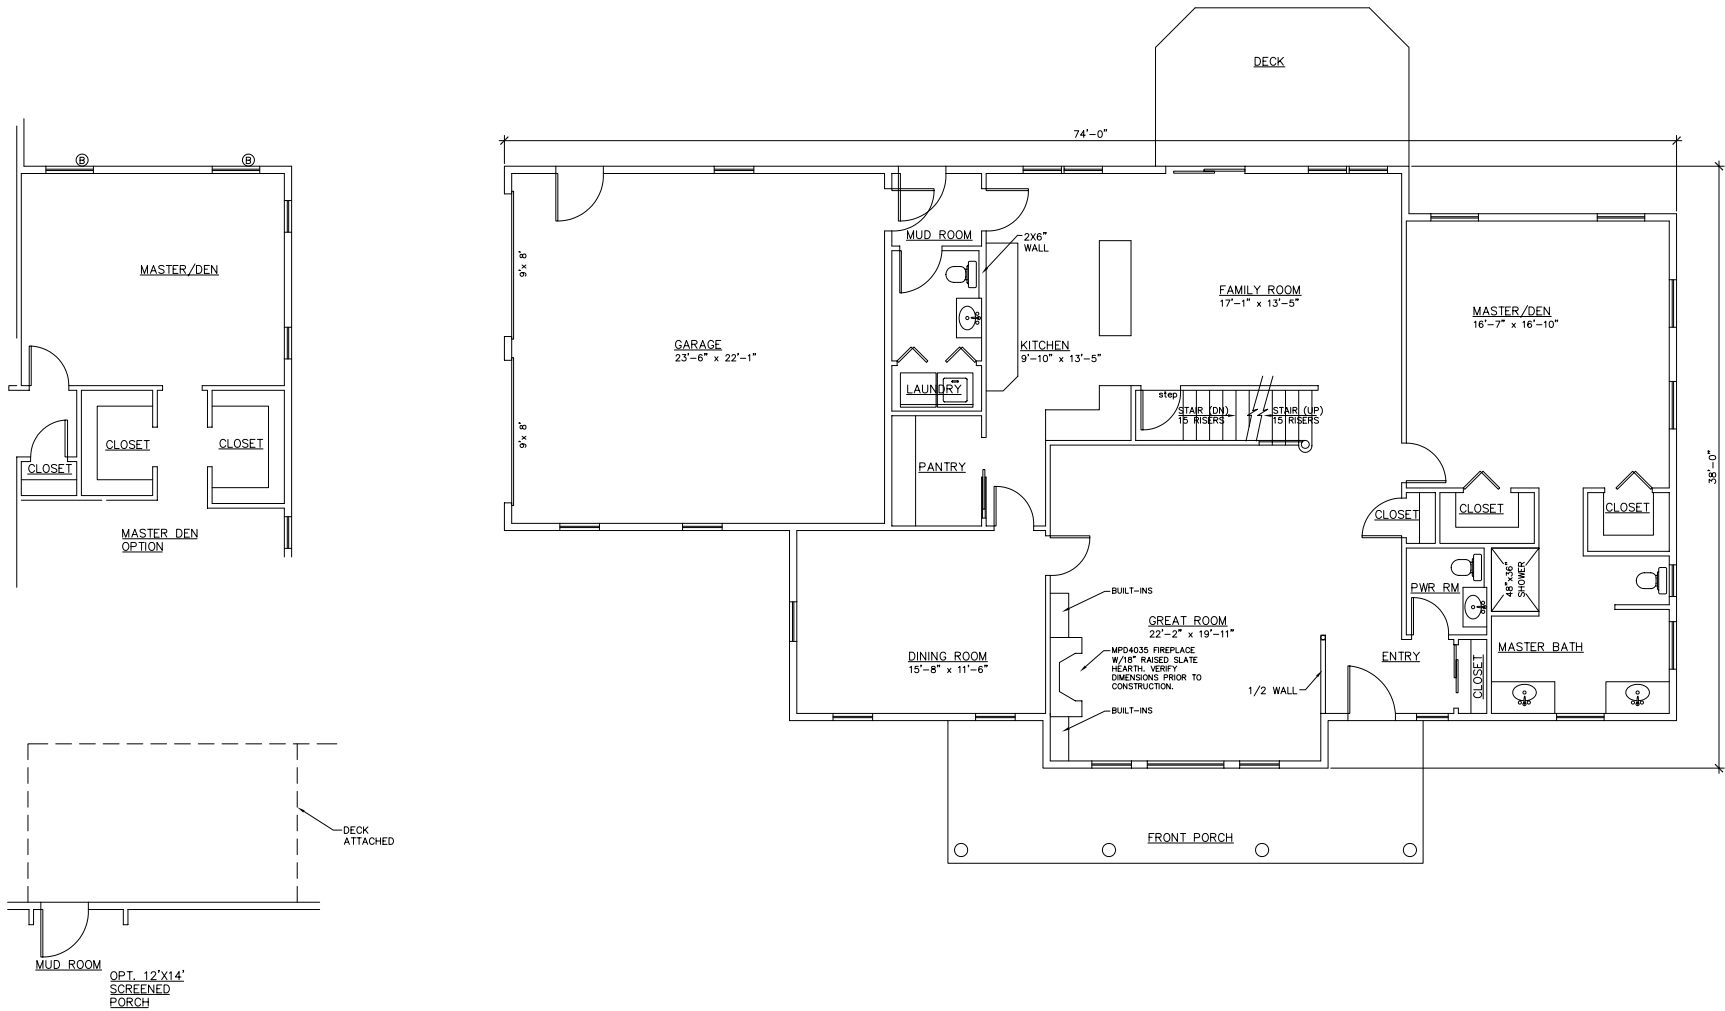 DECK
74'-0"
B
B
MASTER/DEN
CLOSET
CLOSET
CLOSET
MASTER DEN
OPTION
9'x 8'
9'x 8'
GARAGE
23'-6" x 22'-1"
MUD ROOM
2X6"
WALL
KITCHEN
9'-10" x 13'-5"
FAMILY ROOM
17'-1" x 13'-5"
MASTER/DEN
16'-7" x 16'-10"
LAUNDRY
step
STAIR (DN)
15 RISERS
STAIR (UP)
15 RISERS
PANTRY
38'-0"
CLOSET
CLOSET
CLOSET
48"x36"
SHOWER
PWR RM
BUILT-INS
GREAT ROOM
22'-2" x 19'-11"
MPD4035 FIREPLACE
W/18" RAISED SLATE
HEARTH. VERIFY
DIMENSIONS PRIOR TO
CONSTRUCTION.
BUILT-INS
DINING ROOM
15'-8" x 11'-6"
1/2 WALL
ENTRY
CLOSET
MASTER BATH
FRONT PORCH
DECK
ATTACHED
MUD ROOM
OPT. 12'X14'
SCREENED
PORCH